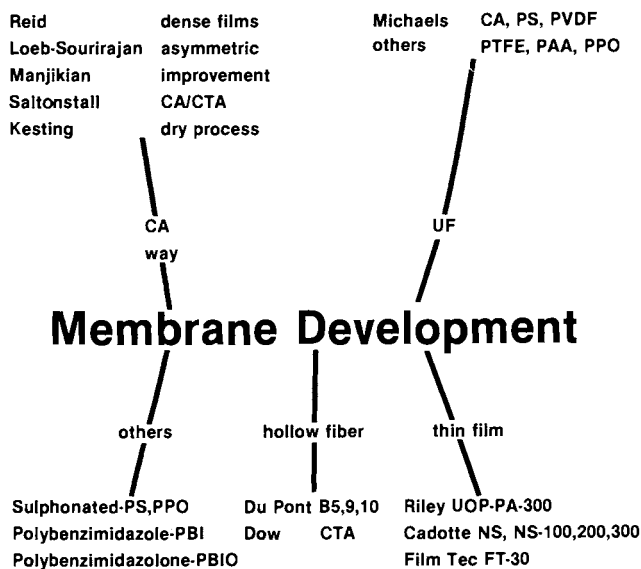 Reid dense films
Loeb-Sourirajan asymmetric
Manjikian improvement
Saltonstall CA/CTA
Kesting dry process
Michaels CA, PS, PVDF
others PTFE, PAA, PPO
CA
way
UF
Membrane Development
others
hollow fiber
thin film
Sulphonated-PS,PPO
Polybenzimidazole-PBI
Polybenzimidazolone-PBIO
Du Pont B5,9,10
Dow CTA
Riley UOP-PA-300
Cadotte NS, NS-100,200,300
Film Tec FT-30